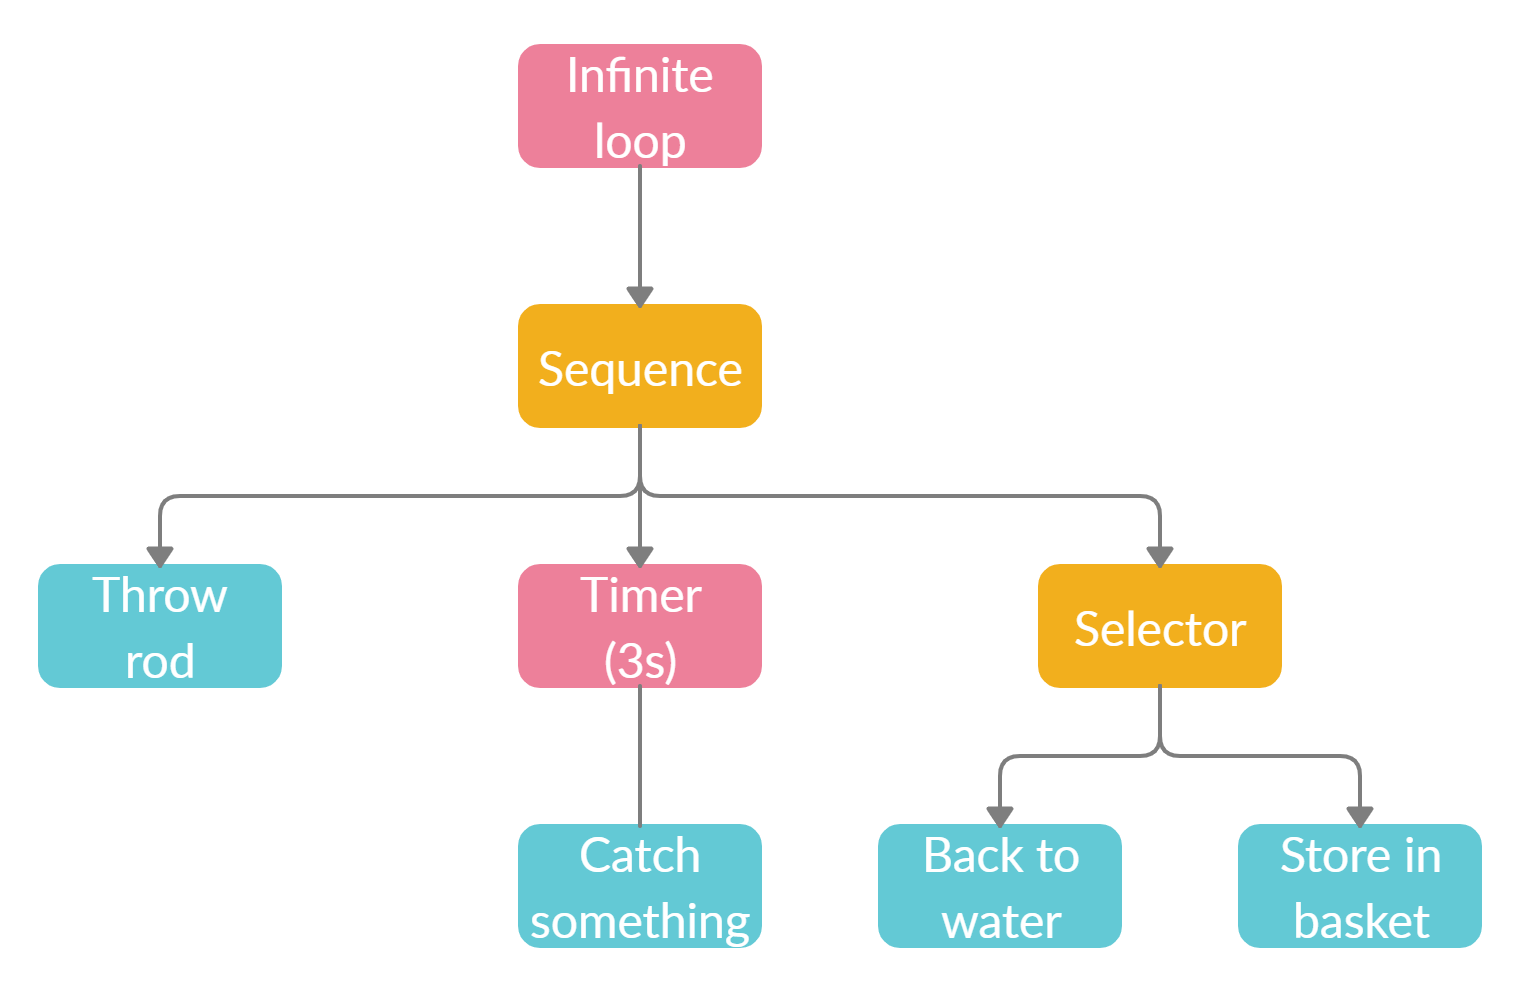 Infinite
loop
Sequence
Throw
rod
Timer
(3s)
Selector
Catch
something
Back to
water
Store in
basket